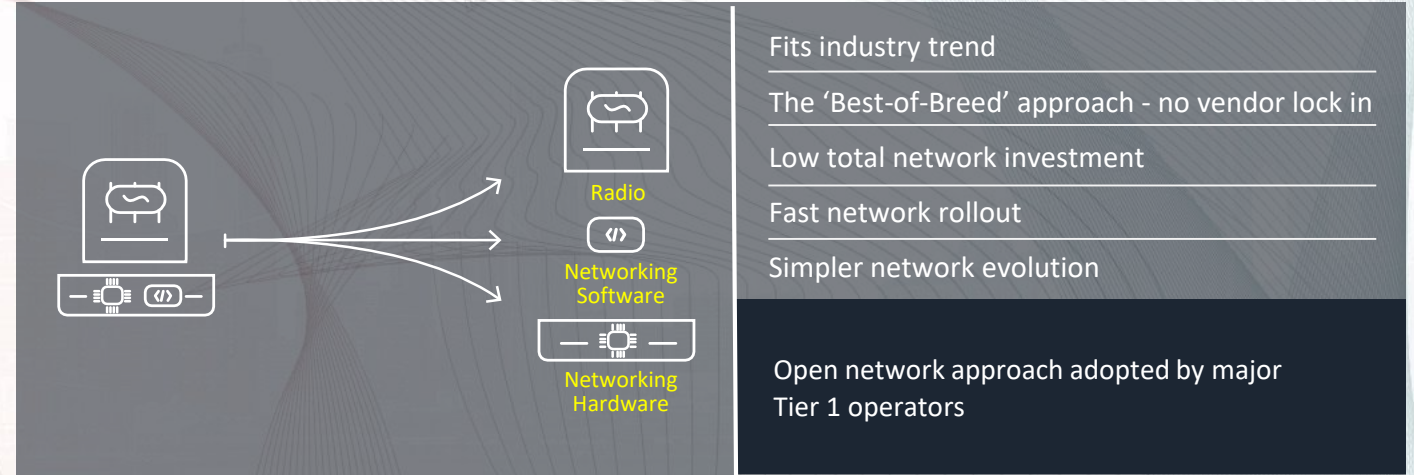 Radio
</>
Networking
Software
</>
Networking
Hardware
Fits industry trend
The ‘Best-of-Breed’ approach - no vendor lock in
Low total network investment
Fast network rollout
Simpler network evolution
Open network approach adopted by major
Tier 1 operators